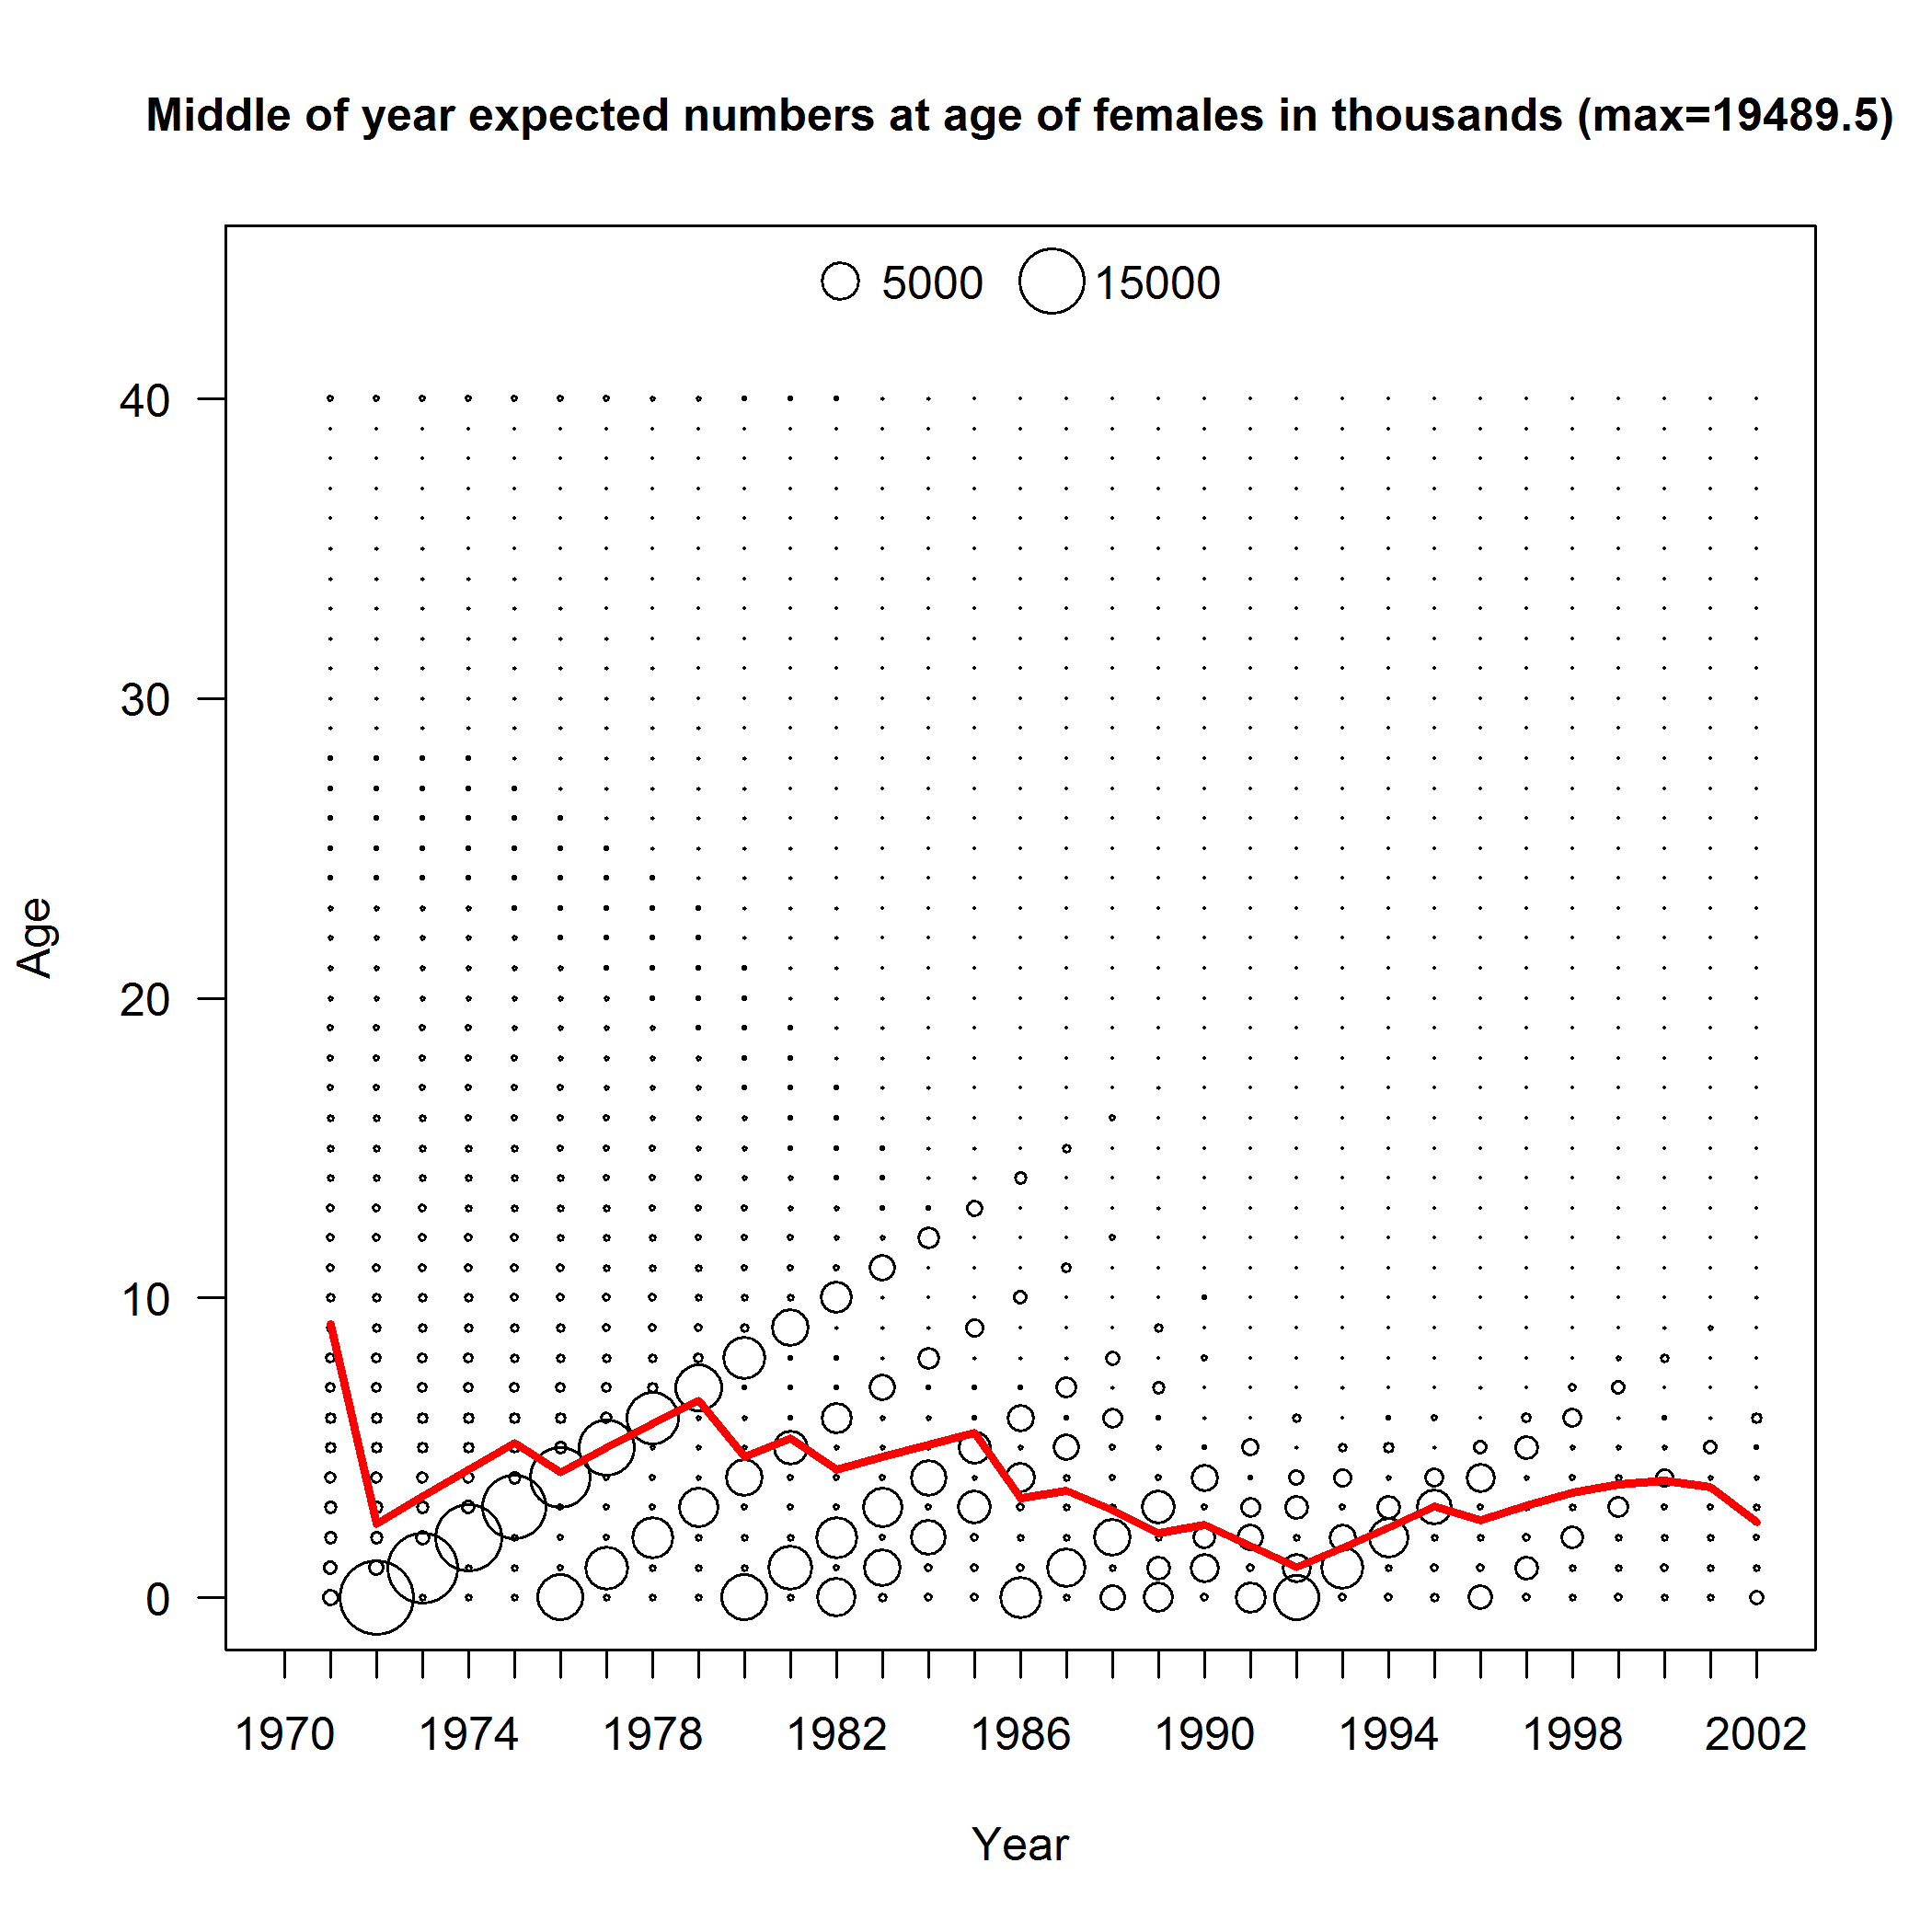 Middle of year expected numbers at age of females in thousands (max=19489.5)
5000 15000
40
30
20
10
0
Age
1970 1974 1978 1982 1986 1990 1994 1998 2002
Year